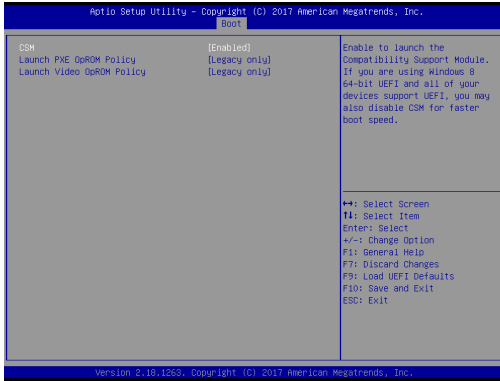 Aptio Setup Utility – Copyright (C) 2017 American Megatrends, Inc.
Boot
CSM [Enabled]
Launch PXE OpROM Policy [Legacy only]
Launch Video OpROM Policy [Legacy only]
Enable to launch the
Compatibility Support Module.
If you are using Windows 8
64-bit UEFI and all of your
devices support UEFI, you may
also disable CSM for faster
boot speed.
↔: Select Screen
↑↓: Select Item
Enter: Select
+/-: Change Option
F1: General Help
F7: Discard Changes
F9: Load UEFI Defaults
F10: Save and Exit
ESC: Exit
Version 2.18.1263. Copyright (C) 2017 American Megatrends, Inc.